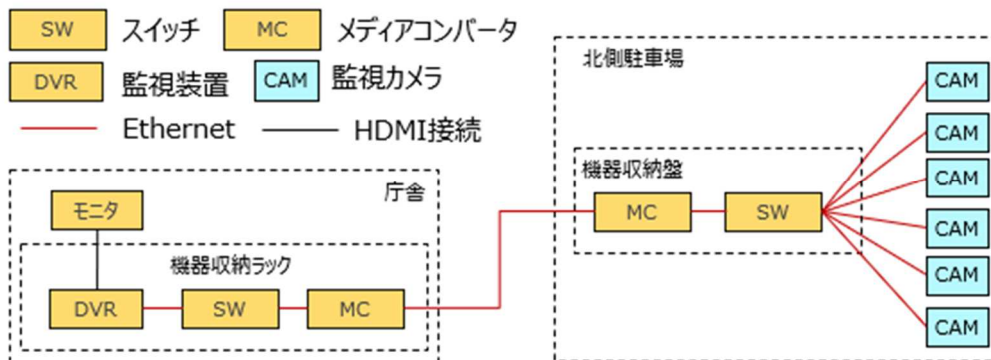 SW スイッチ MC メディアコンバータ
DVR 監視装置 CAM 監視カメラ
Ethernet HDMI接続
庁舎
モニタ
機器収納ラック
DVR SW MC
北側駐車場
機器収納盤
MC SW
CAM
CAM
CAM
CAM
CAM
CAM